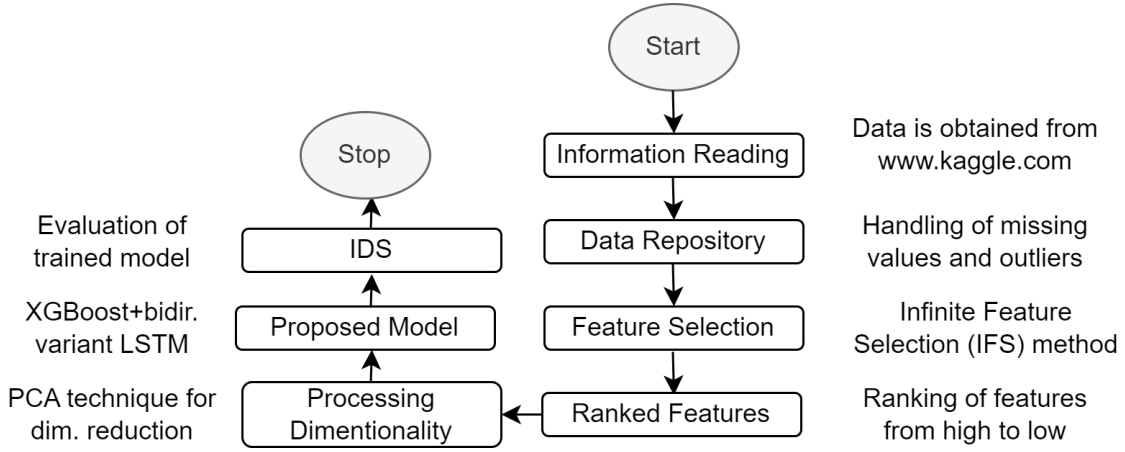 Start
Information Reading
Data is obtained from
www.kaggle.com
Data Repository
Handling of missing
values and outliers
Feature Selection
Infinite Feature
Selection (IFS) method
Ranked Features
Ranking of features
from high to low
Processing
Dimentionality
PCA technique for
dim. reduction
Proposed Model
XGBoost+bidir.
variant LSTM
IDS
Evaluation of
trained model
Stop